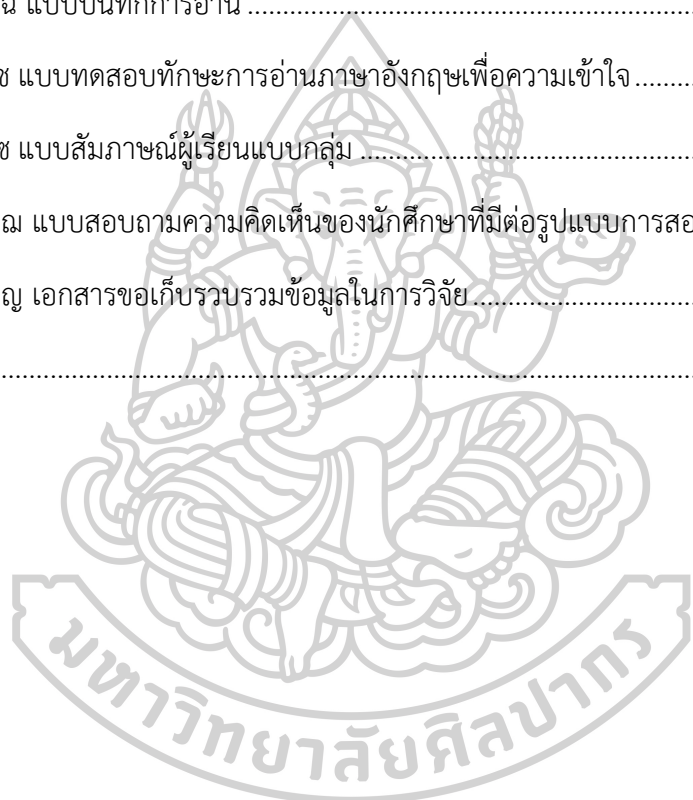 ฉ แบบบันทึกการอ่าน ........................................................................
ช แบบทดสอบทักษะการอ่านภาษาอังกฤษเพื่อความเข้าใจ ........
ซ แบบสัมภาษณ์ผู้เรียนแบบกลุ่ม ......................................................
ฌ แบบสอบถามความคิดเห็นของนักศึกษาที่มีต่อรูปแบบการสอ
ญ เอกสารขอเก็บรวบรวมข้อมูลในการวิจัย ...................................
................................................................................................................
มหาวิทยาลัยศิลปากร